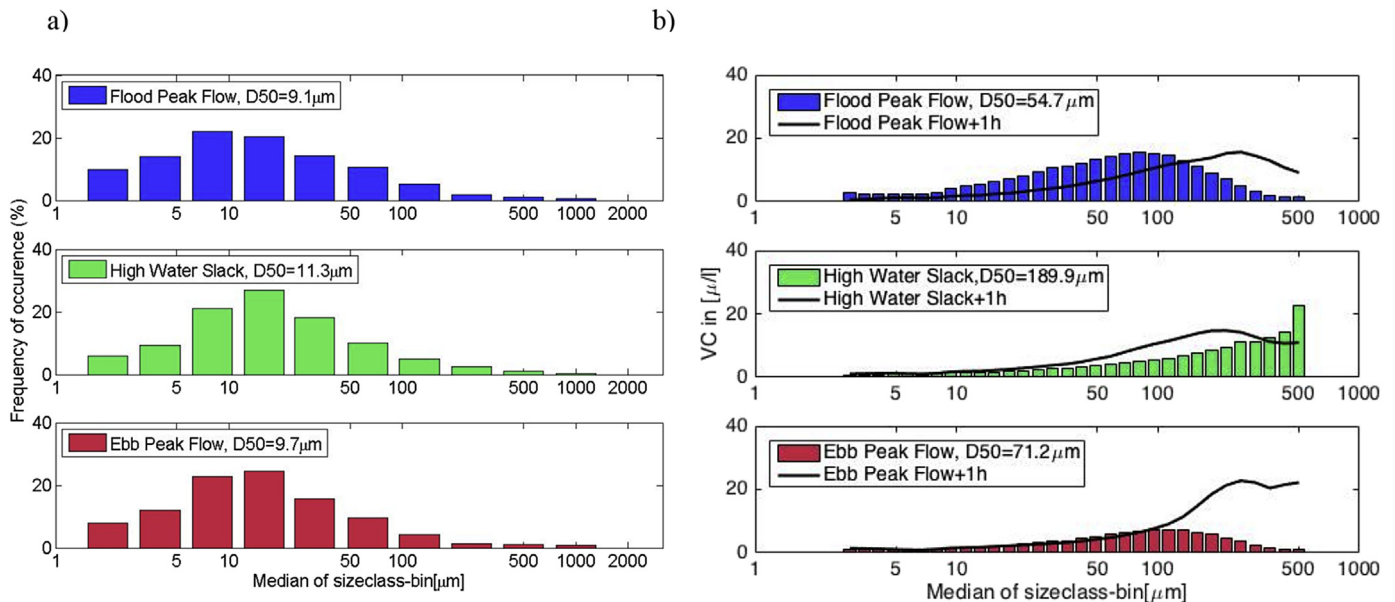 a)
Frequency of occurence (%)
40
20
0
Flood Peak Flow, D50=9.1μm
1 5 10 50 100 500 1000 2000
40
20
0
High Water Slack, D50=11.3μm
1 5 10 50 100 500 1000 2000
40
20
0
Ebb Peak Flow, D50=9.7μm
1 5 10 50 100 500 1000 2000
Median of sizeclass-bin[μm]
b)
VC in [μ/l]
40
20
0
Flood Peak Flow, D50=54.7μm
Flood Peak Flow+1h
1 5 10 50 100 500 1000
40
20
0
High Water Slack,D50=189.9μm
High Water Slack+1h
1 5 10 50 100 500 1000
40
20
0
Ebb Peak Flow, D50=71.2μm
Ebb Peak Flow+1h
1 5 10 50 100 500 1000
Median of sizeclass-bin[μm]